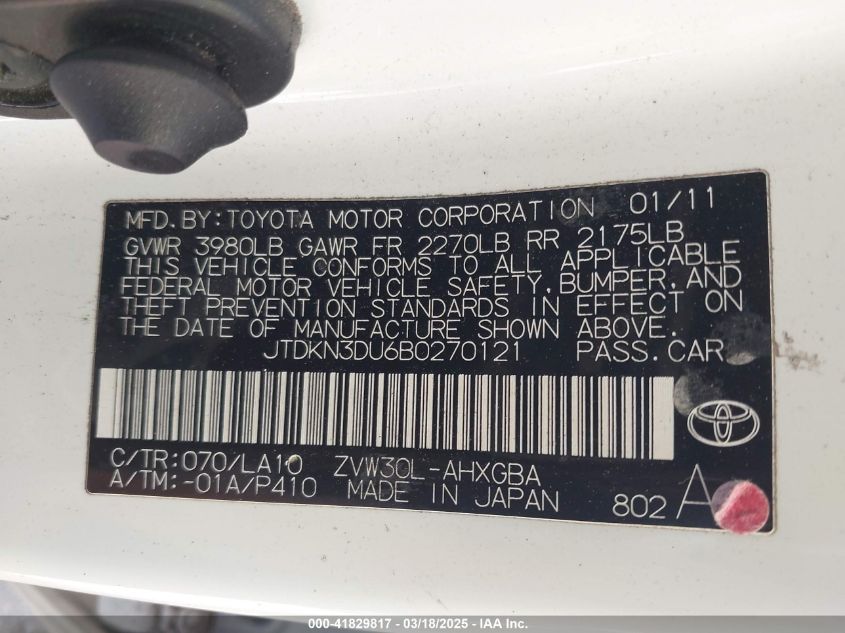 MFD.BY:TOYOTA MOTOR CORPORATION 01/11
GVWR 3980LB GAWR FR 2270LB RR 2175LB
THIS VEHICLE CONFORMS TO ALL APPLICABLE
FEDERAL MOTOR VEHICLE SAFETY,BUMPER,AND
THEFT PREVENTION STANDARDS IN EFFECT ON
THE DATE OF MANUFACTURE SHOWN ABOVE.
JTDKN3DU6B0270121 PASS.CAR
C/TR:070/LA10 ZVW30L-AHXGBA
A/TM:-01A/P410 MADE IN JAPAN 802 A
000-41829817 - 03/18/2025 - IAA Inc.